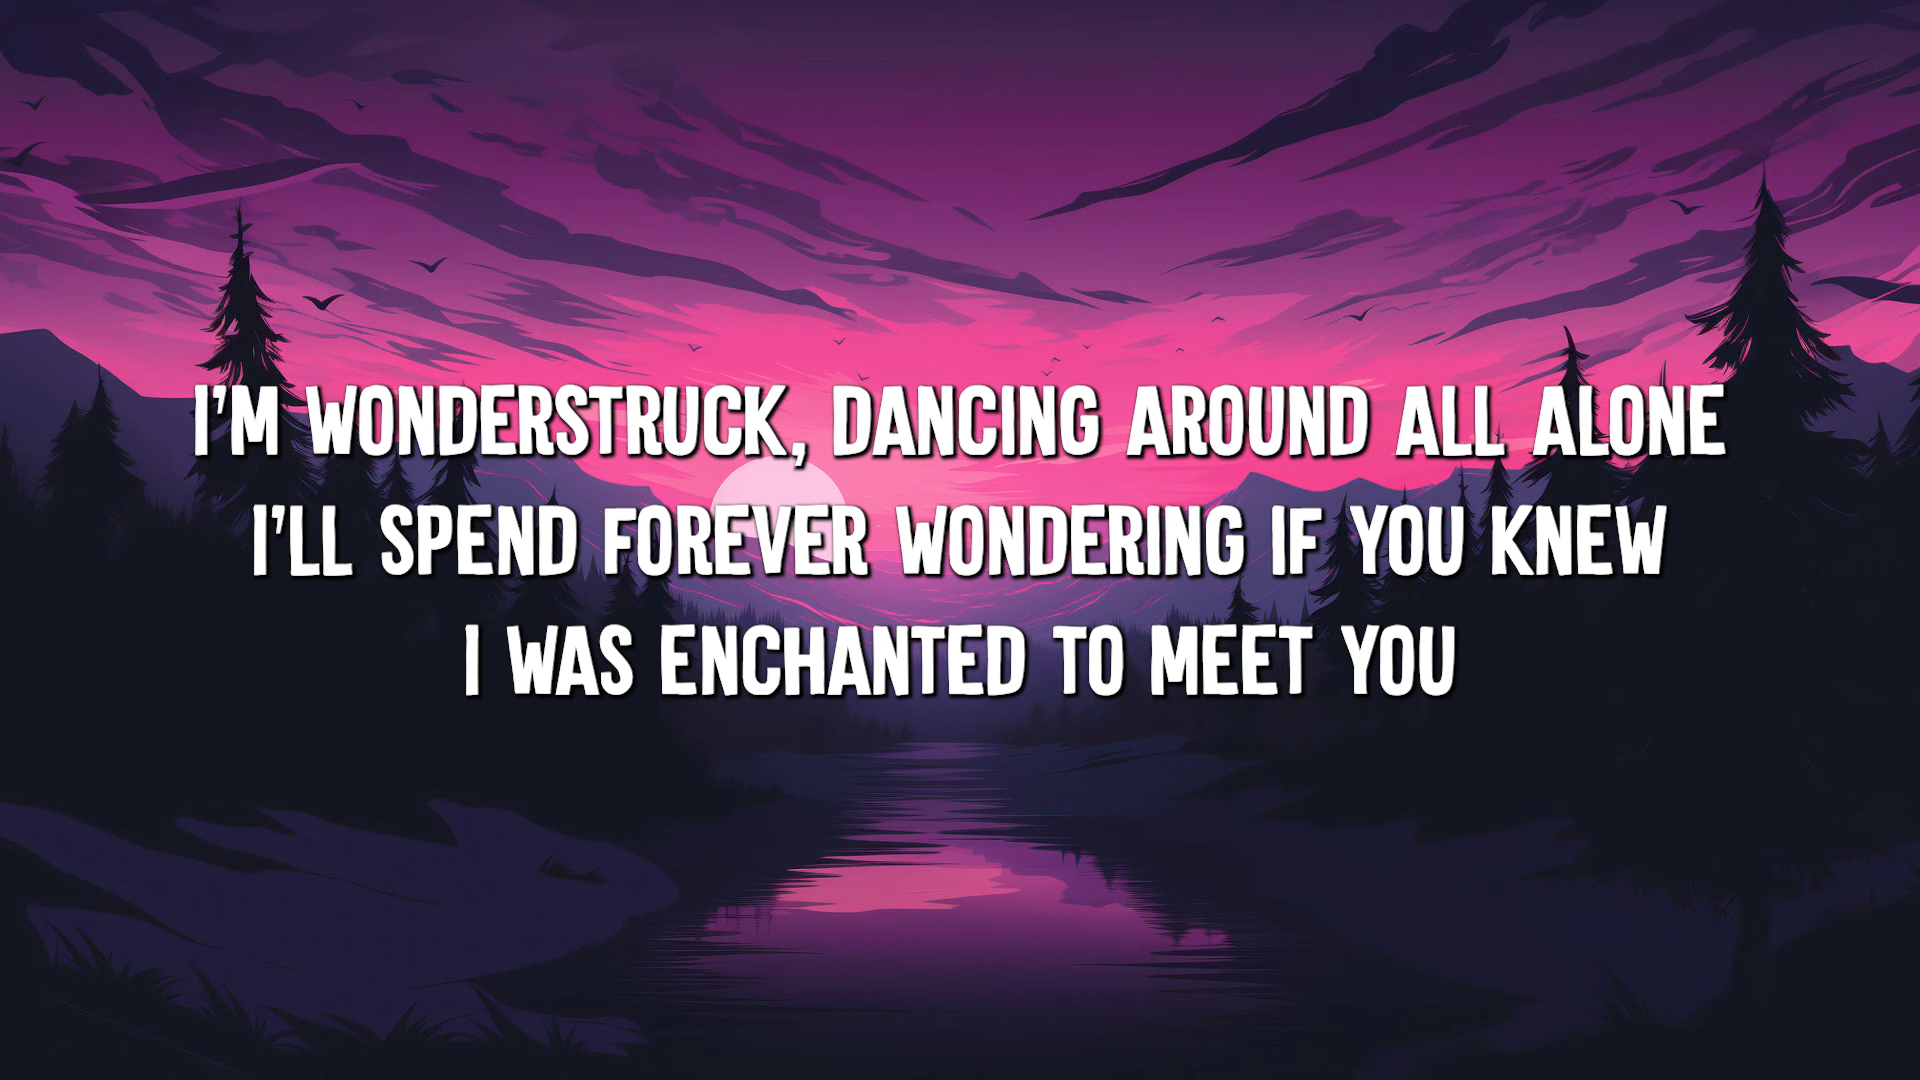 I'M WONDERSTRUCK, DANCING AROUND ALL ALONE
I'LL SPEND FOREVER WONDERING IF YOU KNEW
I WAS ENCHANTED TO MEET YOU